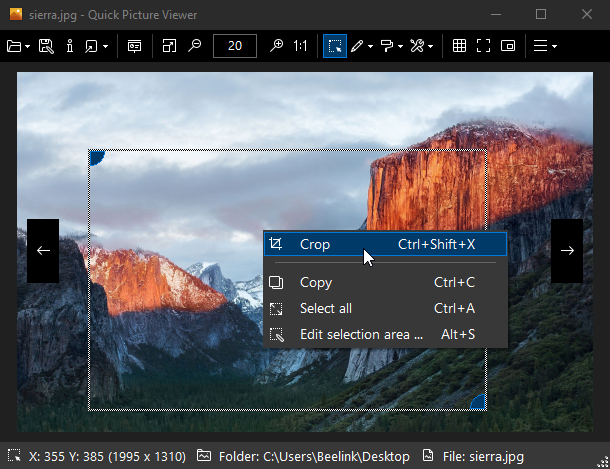 sierra.jpg - Quick Picture Viewer
20 1:1
Crop Ctrl+Shift+X
Copy Ctrl+C
Select all Ctrl+A
Edit selection area ... Alt+S
X: 355 Y: 385 (1995 x 1310) Folder: C:\Users\Beelink\Desktop File: sierra.jpg